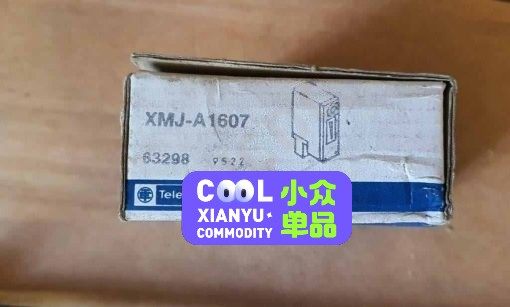 XMJ-A1607
63298 9522
Tele
COOL 小众
XIANYU 单品
COMMODITY